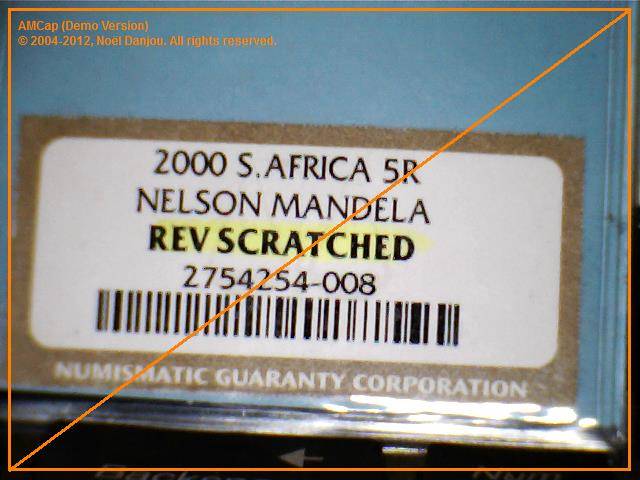 AMCap (Demo Version)
© 2004-2012, Noël Danjou. All rights reserved.
2000 S.AFRICA 5R
NELSON MANDELA
REV SCRATCHED
2754254-008
NUMISMATIC GUARANTY CORPORATION